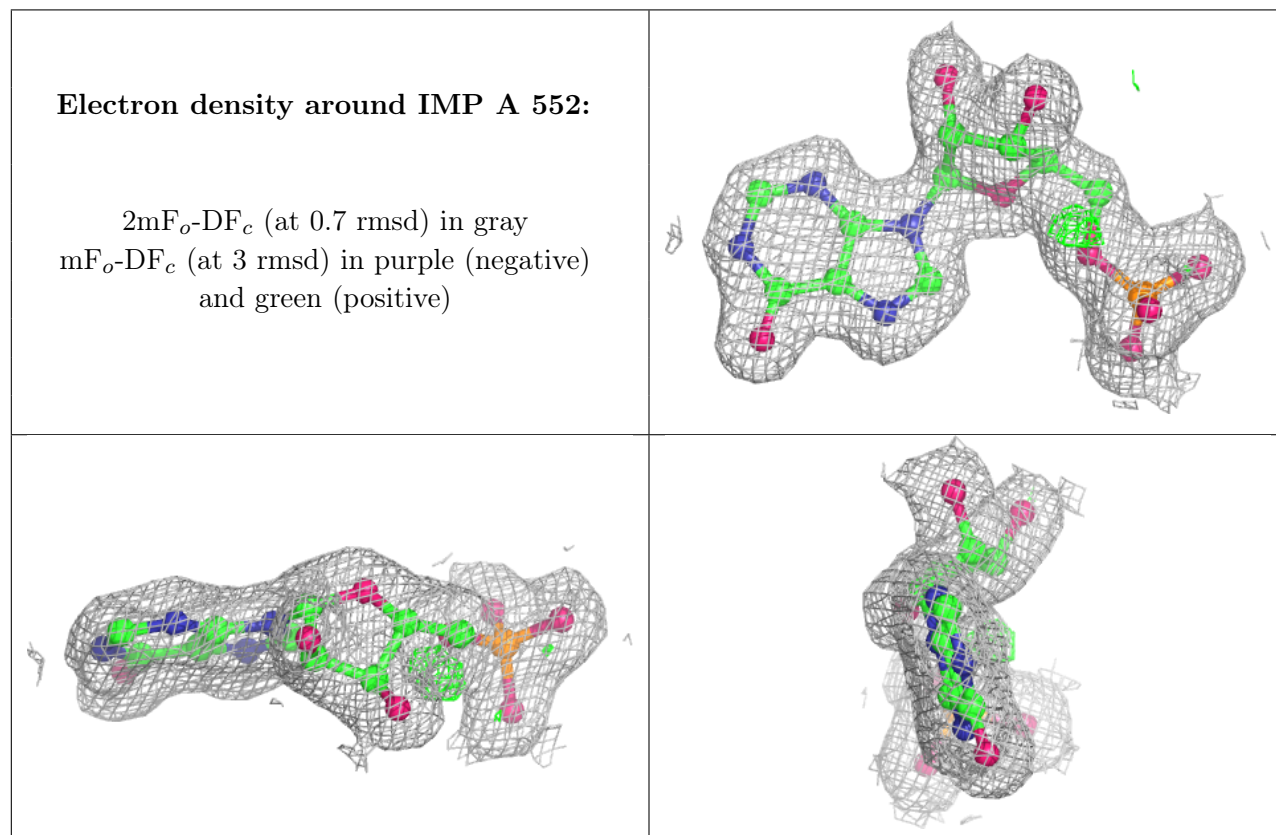 Electron density around IMP A 552:
2mFo-DFc (at 0.7 rmsd) in gray
mFo-DFc (at 3 rmsd) in purple (negative)
and green (positive)